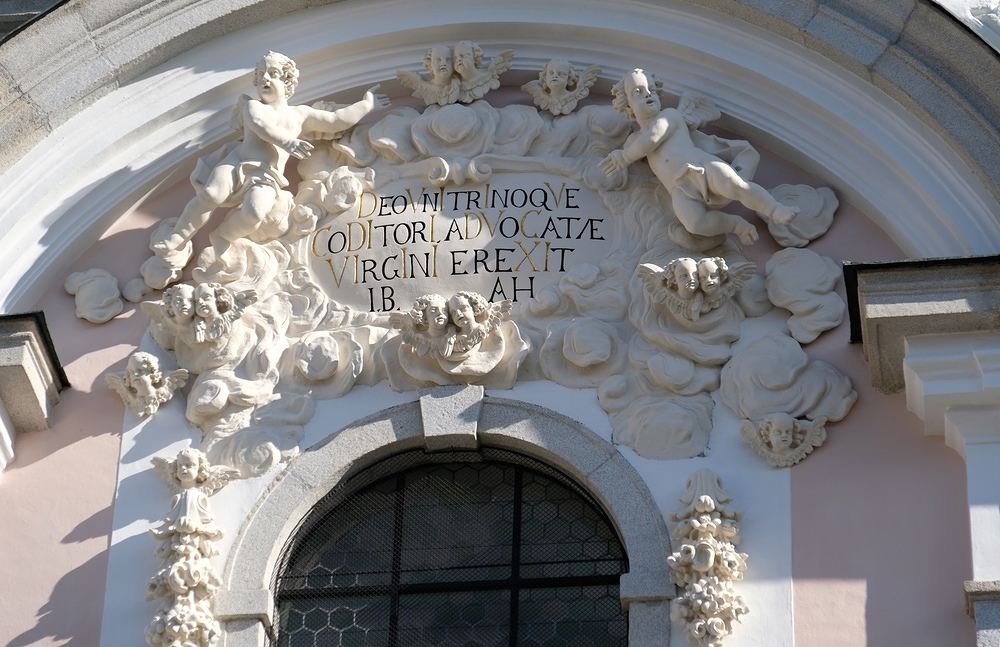 DEO VNI TRINOQVE
CODITORI ADVOCATÆ
VIRGINI EREXIT
I.B. AH